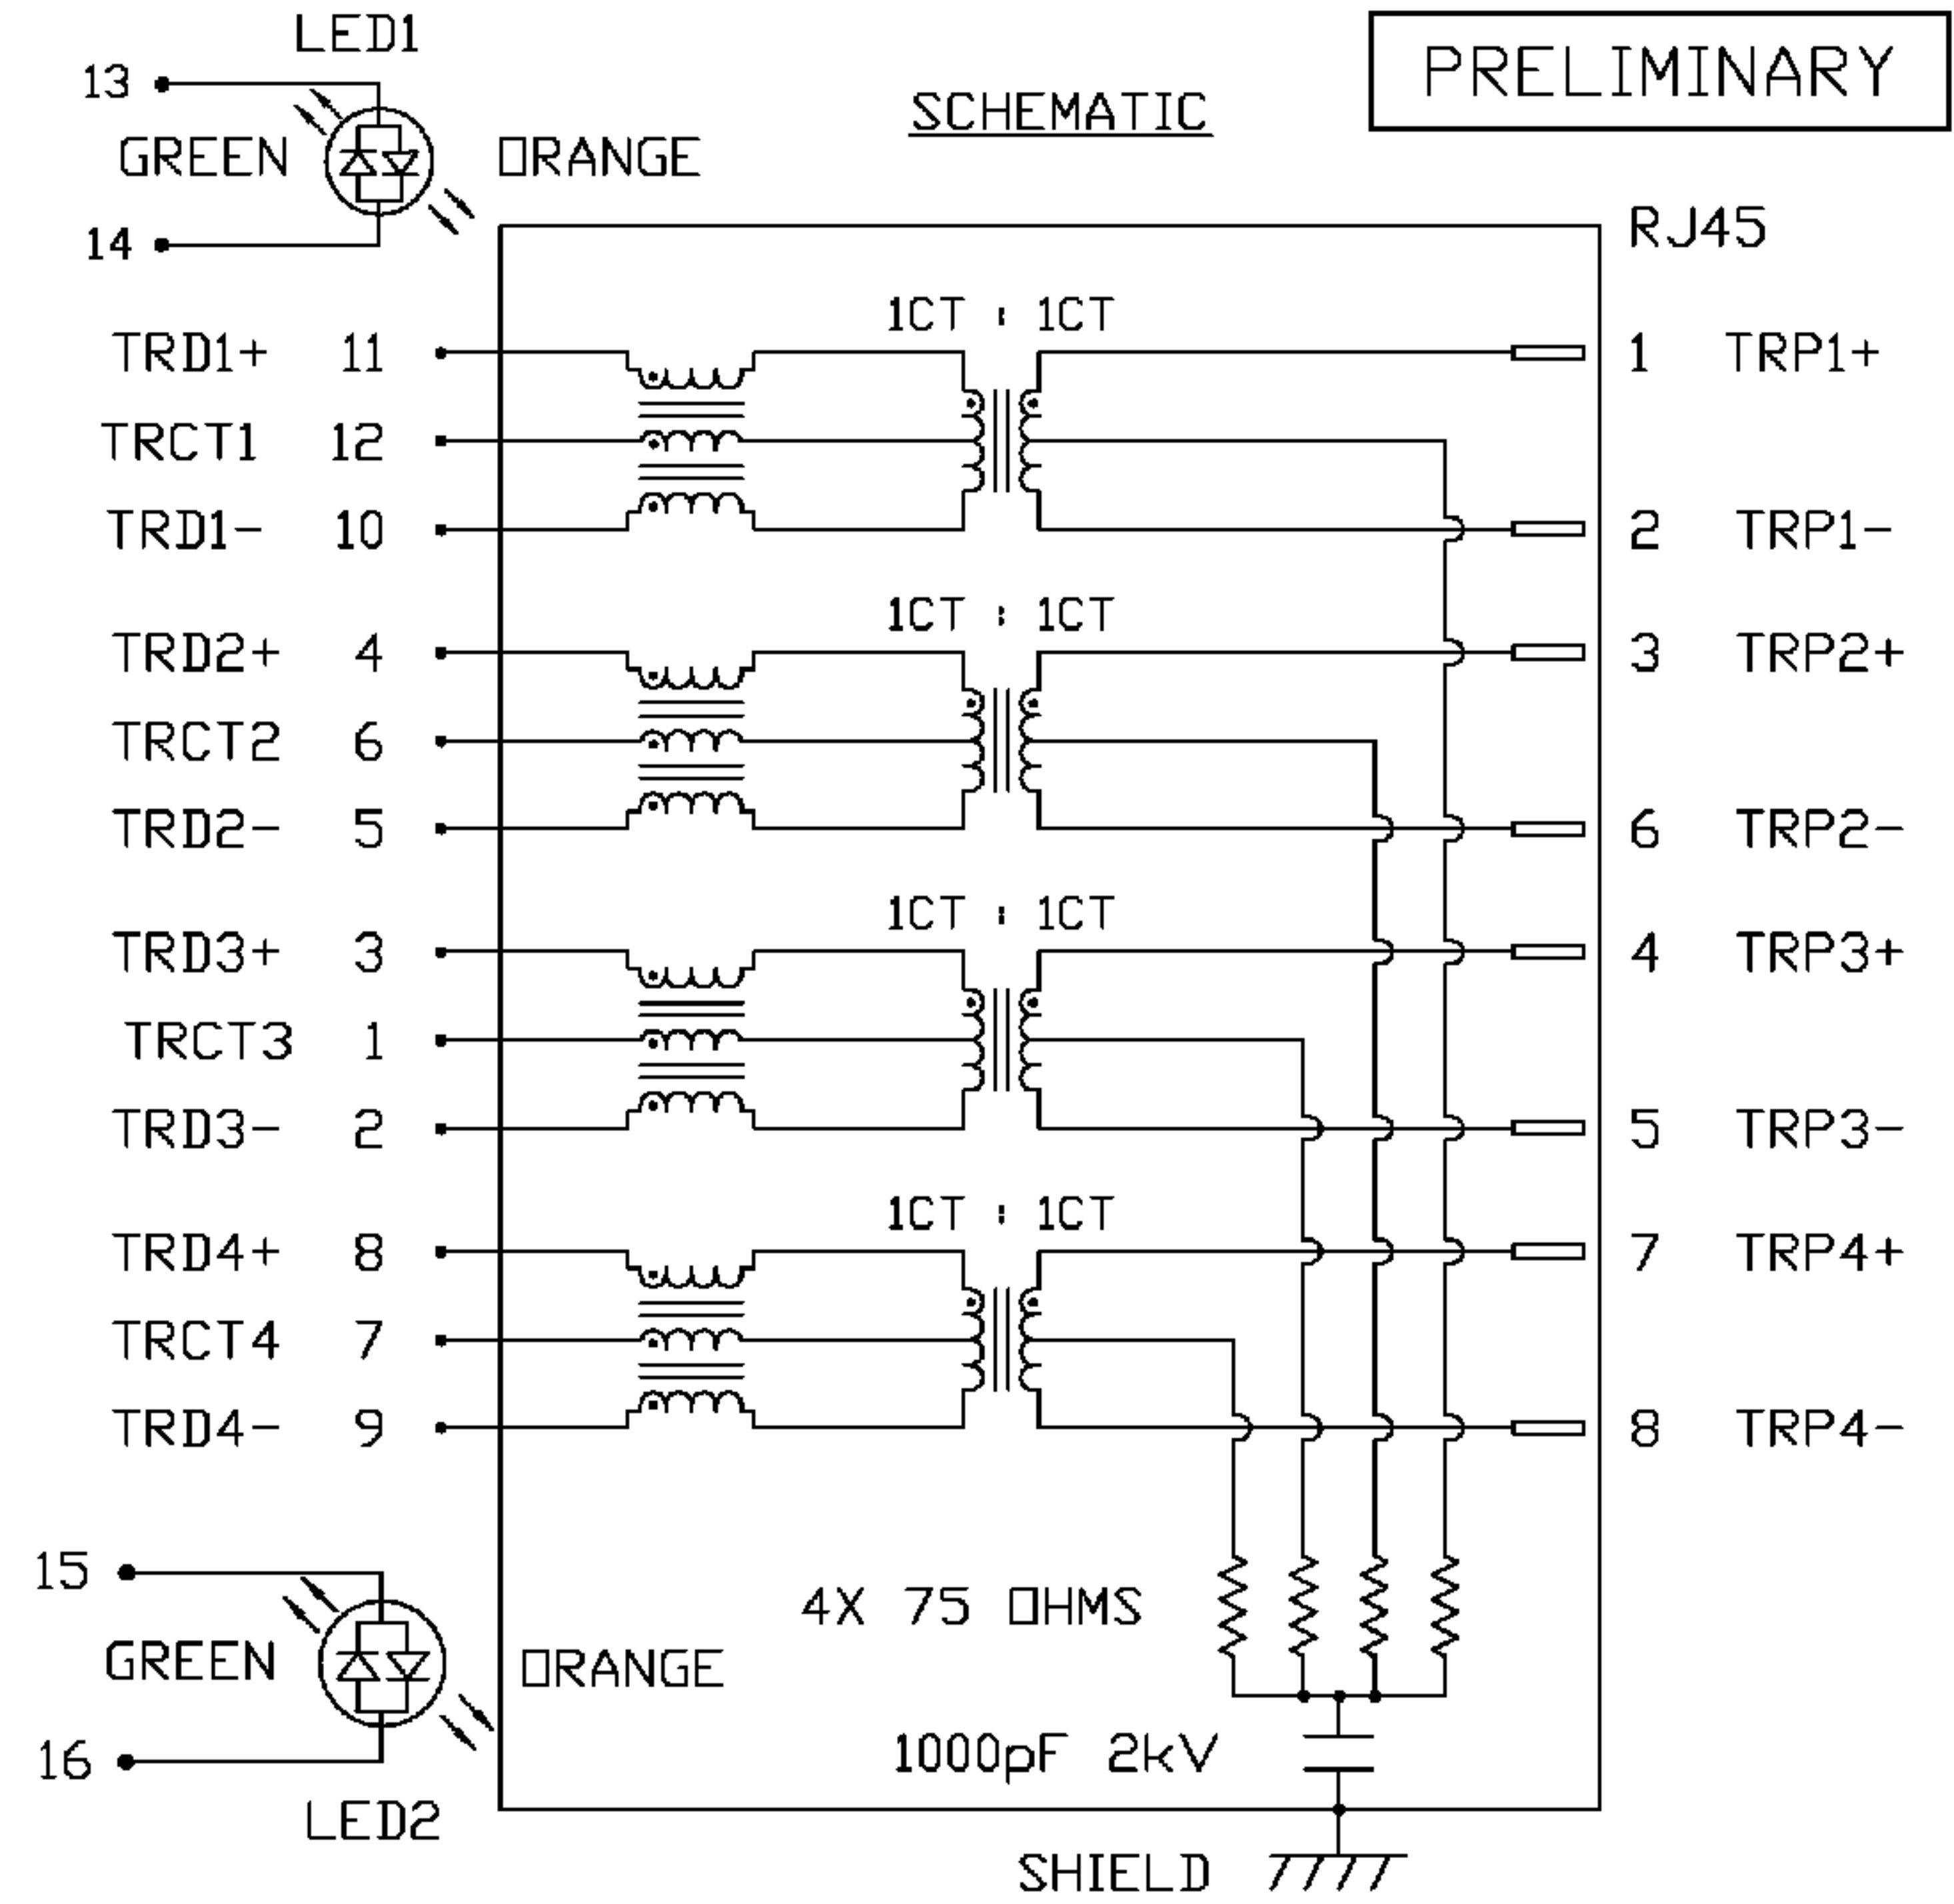 LED1
PRELIMINARY
13
SCHEMATIC
GREEN ORANGE
14
RJ45
1CT : 1CT
TRD1+ 11 1 TRP1+
TRCT1 12
TRD1- 10 2 TRP1-
1CT : 1CT
TRD2+ 4 3 TRP2+
TRCT2 6
TRD2- 5 6 TRP2-
1CT : 1CT
TRD3+ 3 4 TRP3+
TRCT3 1
TRD3- 2 5 TRP3-
1CT : 1CT
TRD4+ 8 7 TRP4+
TRCT4 7
TRD4- 9 8 TRP4-
15
4X 75 OHMS
GREEN ORANGE
16
1000pF 2kV
LED2
SHIELD